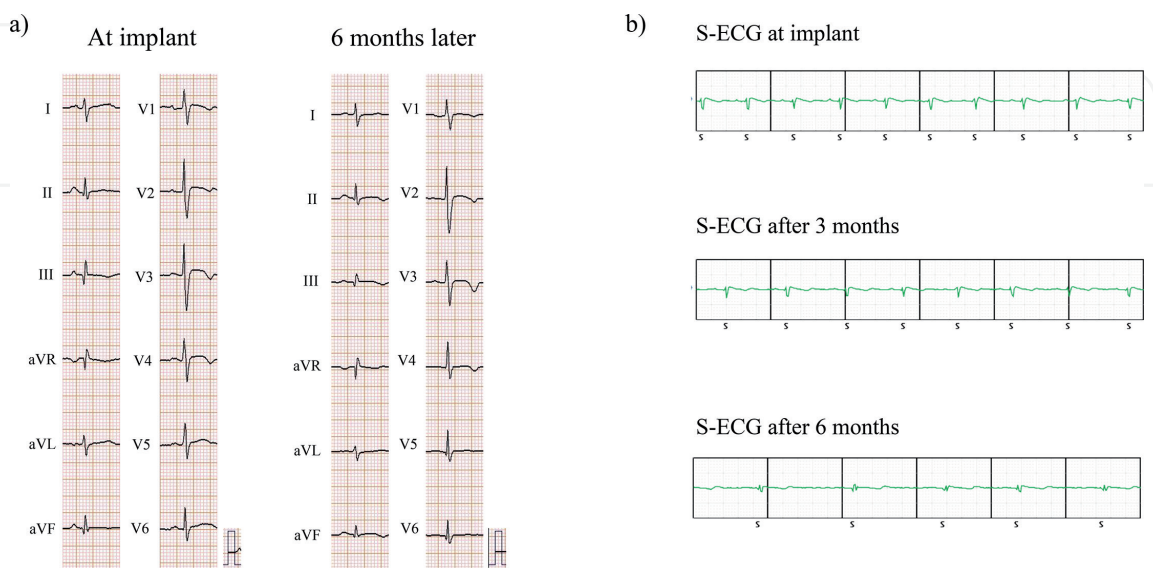 a)
At implant
6 months later
I
V1
II
V2
III
V3
aVR
V4
aVL
V5
aVF
V6
I
V1
II
V2
III
V3
aVR
V4
aVL
V5
aVF
V6
b)
S-ECG at implant
S S S S S S S S S S
S-ECG after 3 months
S S S S S S S S
S-ECG after 6 months
S S S S S